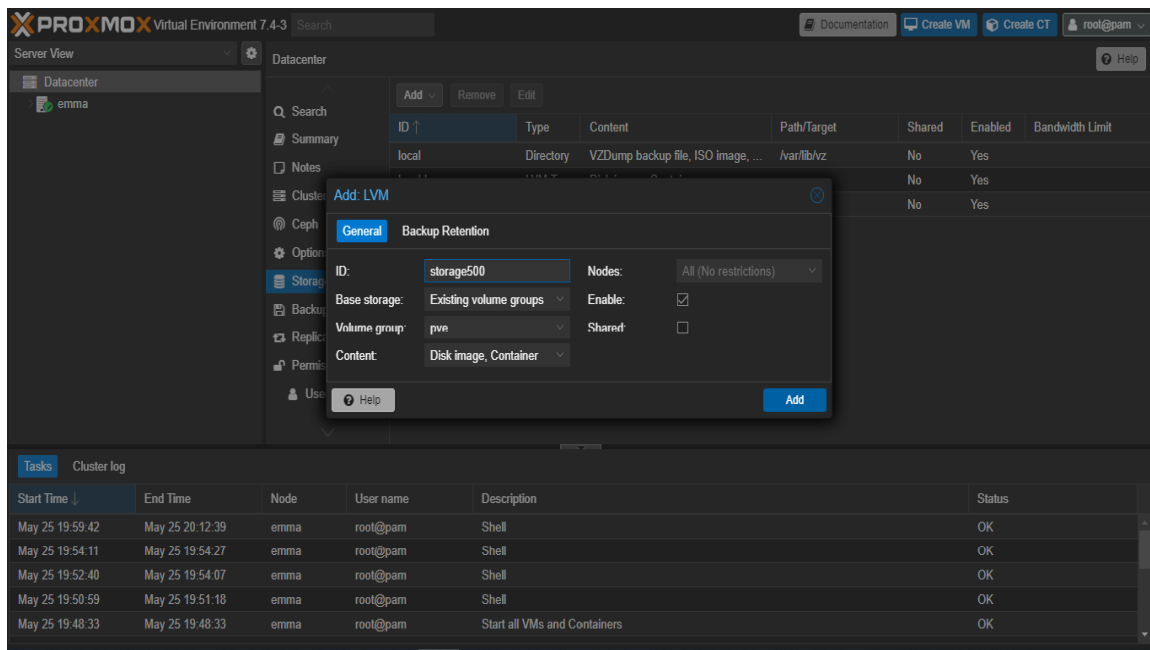 PROXMOX Virtual Environment 7.4-3 Search Documentation Create VM Create CT root@pam
Server View Datacenter Help
Datacenter
emma
Search
Summary
Notes
Cluster
Ceph
Option
Storag
Backup
Replica
Permis
Use
Add Remove Edit
ID Type Content Path/Target Shared Enabled Bandwidth Limit
local Directory VZDump backup file, ISO image, ... /var/lib/vz No Yes
No Yes
No Yes
Add: LVM
General Backup Retention
ID: storage500 Nodes: All (No restrictions)
Base storage: Existing volume groups Enable:
Volume group: pve Shared:
Content: Disk image, Container
Help Add
Tasks Cluster log
Start Time End Time Node User name Description Status
May 25 19:59:42 May 25 20:12:39 emma root@pam Shell OK
May 25 19:54:11 May 25 19:54:27 emma root@pam Shell OK
May 25 19:52:40 May 25 19:54:07 emma root@pam Shell OK
May 25 19:50:59 May 25 19:51:18 emma root@pam Shell OK
May 25 19:48:33 May 25 19:48:33 emma root@pam Start all VMs and Containers OK